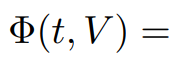 Φ(t, V) =